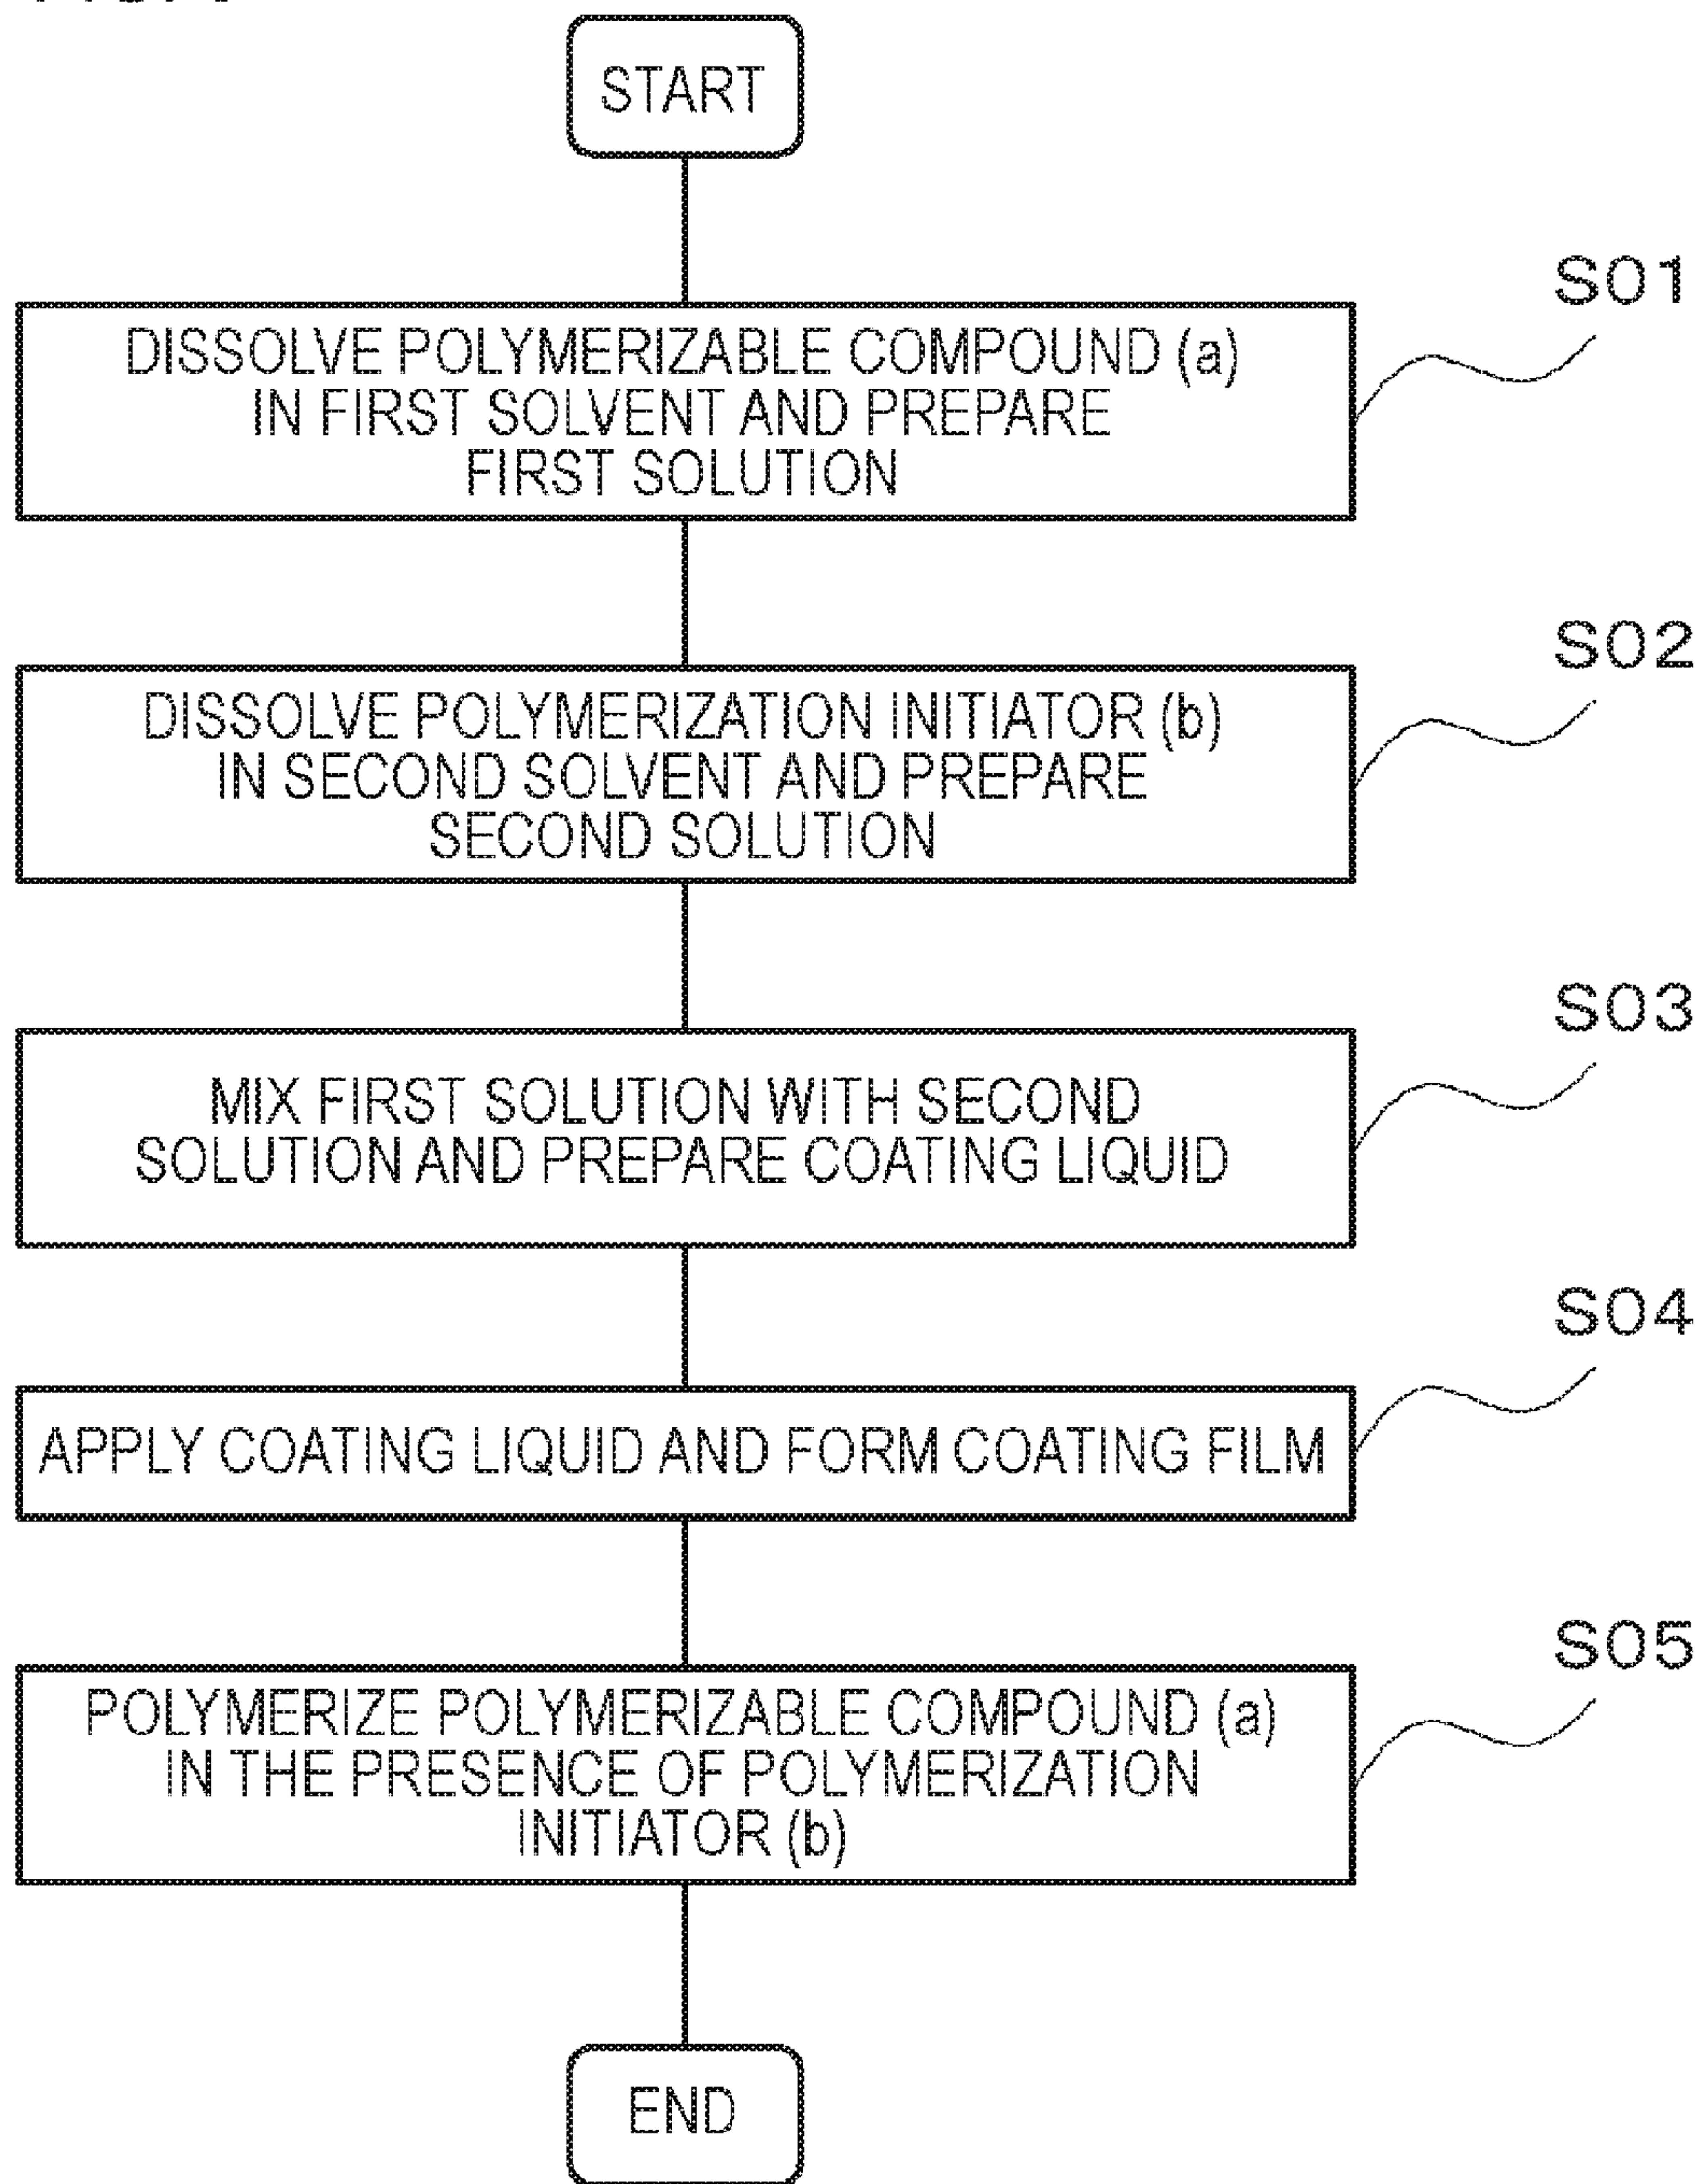 START
S01
DISSOLVE POLYMERIZABLE COMPOUND (a)
IN FIRST SOLVENT AND PREPARE
FIRST SOLUTION
S02
DISSOLVE POLYMERIZATION INITIATOR (b)
IN SECOND SOLVENT AND PREPARE
SECOND SOLUTION
S03
MIX FIRST SOLUTION WITH SECOND
SOLUTION AND PREPARE COATING LIQUID
S04
APPLY COATING LIQUID AND FORM COATING FILM
S05
POLYMERIZE POLYMERIZABLE COMPOUND (a)
IN THE PRESENCE OF POLYMERIZATION
INITIATOR (b)
END